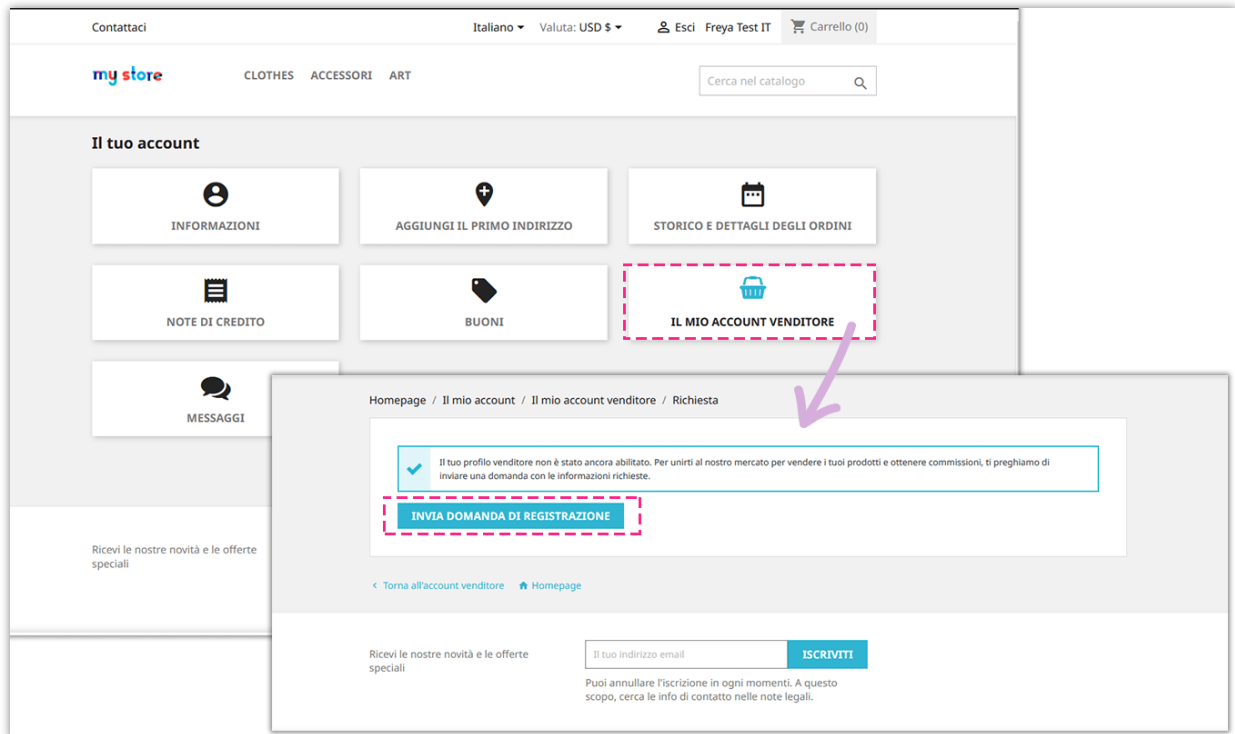 Contattaci
Italiano
Valuta: USD $
Esci
Freya Test IT
Carrello (0)
my store
CLOTHES
ACCESSORI
ART
Cerca nel catalogo
Il tuo account
INFORMAZIONI
AGGIUNGI IL PRIMO INDIRIZZO
STORICO E DETTAGLI DEGLI ORDINI
NOTE DI CREDITO
BUONI
IL MIO ACCOUNT VENDITORE
MESSAGGI
Ricevi le nostre novità e le offerte
speciali
Homepage / Il mio account / Il mio account venditore / Richiesta
Il tuo profilo venditore non è stato ancora abilitato. Per unirti al nostro mercato per vendere i tuoi prodotti e ottenere commissioni, ti preghiamo di
inviare una domanda con le informazioni richieste.
INVIA DOMANDA DI REGISTRAZIONE
Torna all'account venditore
Homepage
Ricevi le nostre novità e le offerte
speciali
Il tuo indirizzo email
ISCRIVITI
Puoi annullare l'iscrizione in ogni momenti. A questo
scopo, cerca le info di contatto nelle note legali.